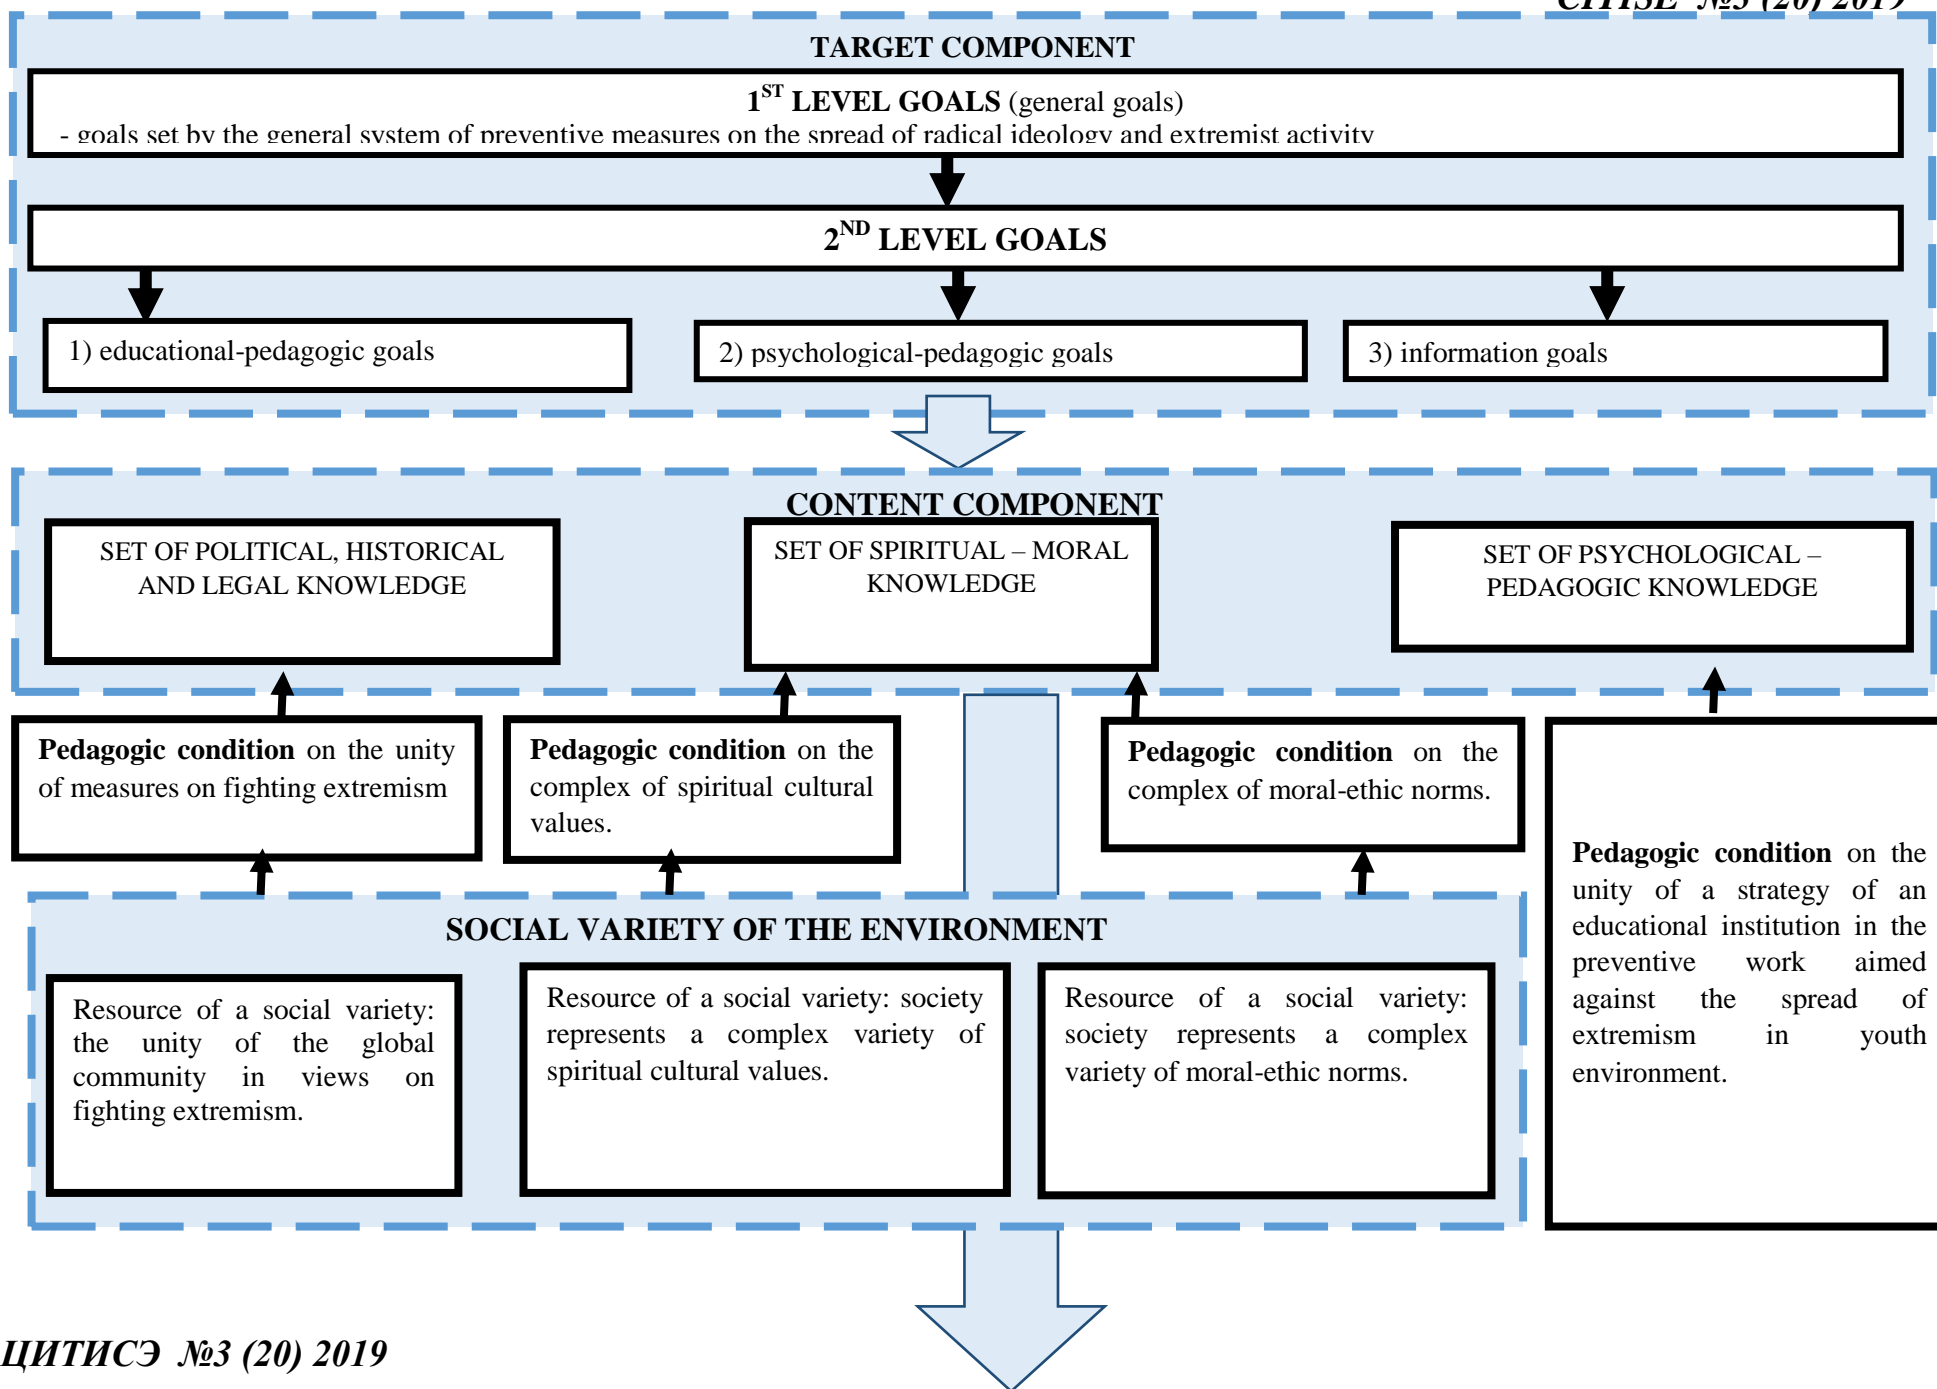 CITISE №3 (20) 2019
TARGET COMPONENT
1ST LEVEL GOALS (general goals)
- goals set by the general system of preventive measures on the spread of radical ideology and extremist activity
2ND LEVEL GOALS
1) educational-pedagogic goals
2) psychological-pedagogic goals
3) information goals
CONTENT COMPONENT
SET OF POLITICAL, HISTORICAL
AND LEGAL KNOWLEDGE
SET OF SPIRITUAL – MORAL
KNOWLEDGE
SET OF PSYCHOLOGICAL –
PEDAGOGIC KNOWLEDGE
Pedagogic condition on the unity
of measures on fighting extremism
Pedagogic condition on the
complex of spiritual cultural
values.
Pedagogic condition on the
complex of moral-ethic norms.
Pedagogic condition on the
unity of a strategy of an
educational institution in the
preventive work aimed
against the spread of
extremism in youth
environment.
SOCIAL VARIETY OF THE ENVIRONMENT
Resource of a social variety:
the unity of the global
community in views on
fighting extremism.
Resource of a social variety: society
represents a complex variety of
spiritual cultural values.
Resource of a social variety:
society represents a complex
variety of moral-ethic norms.
ЦИТИСЭ №3 (20) 2019